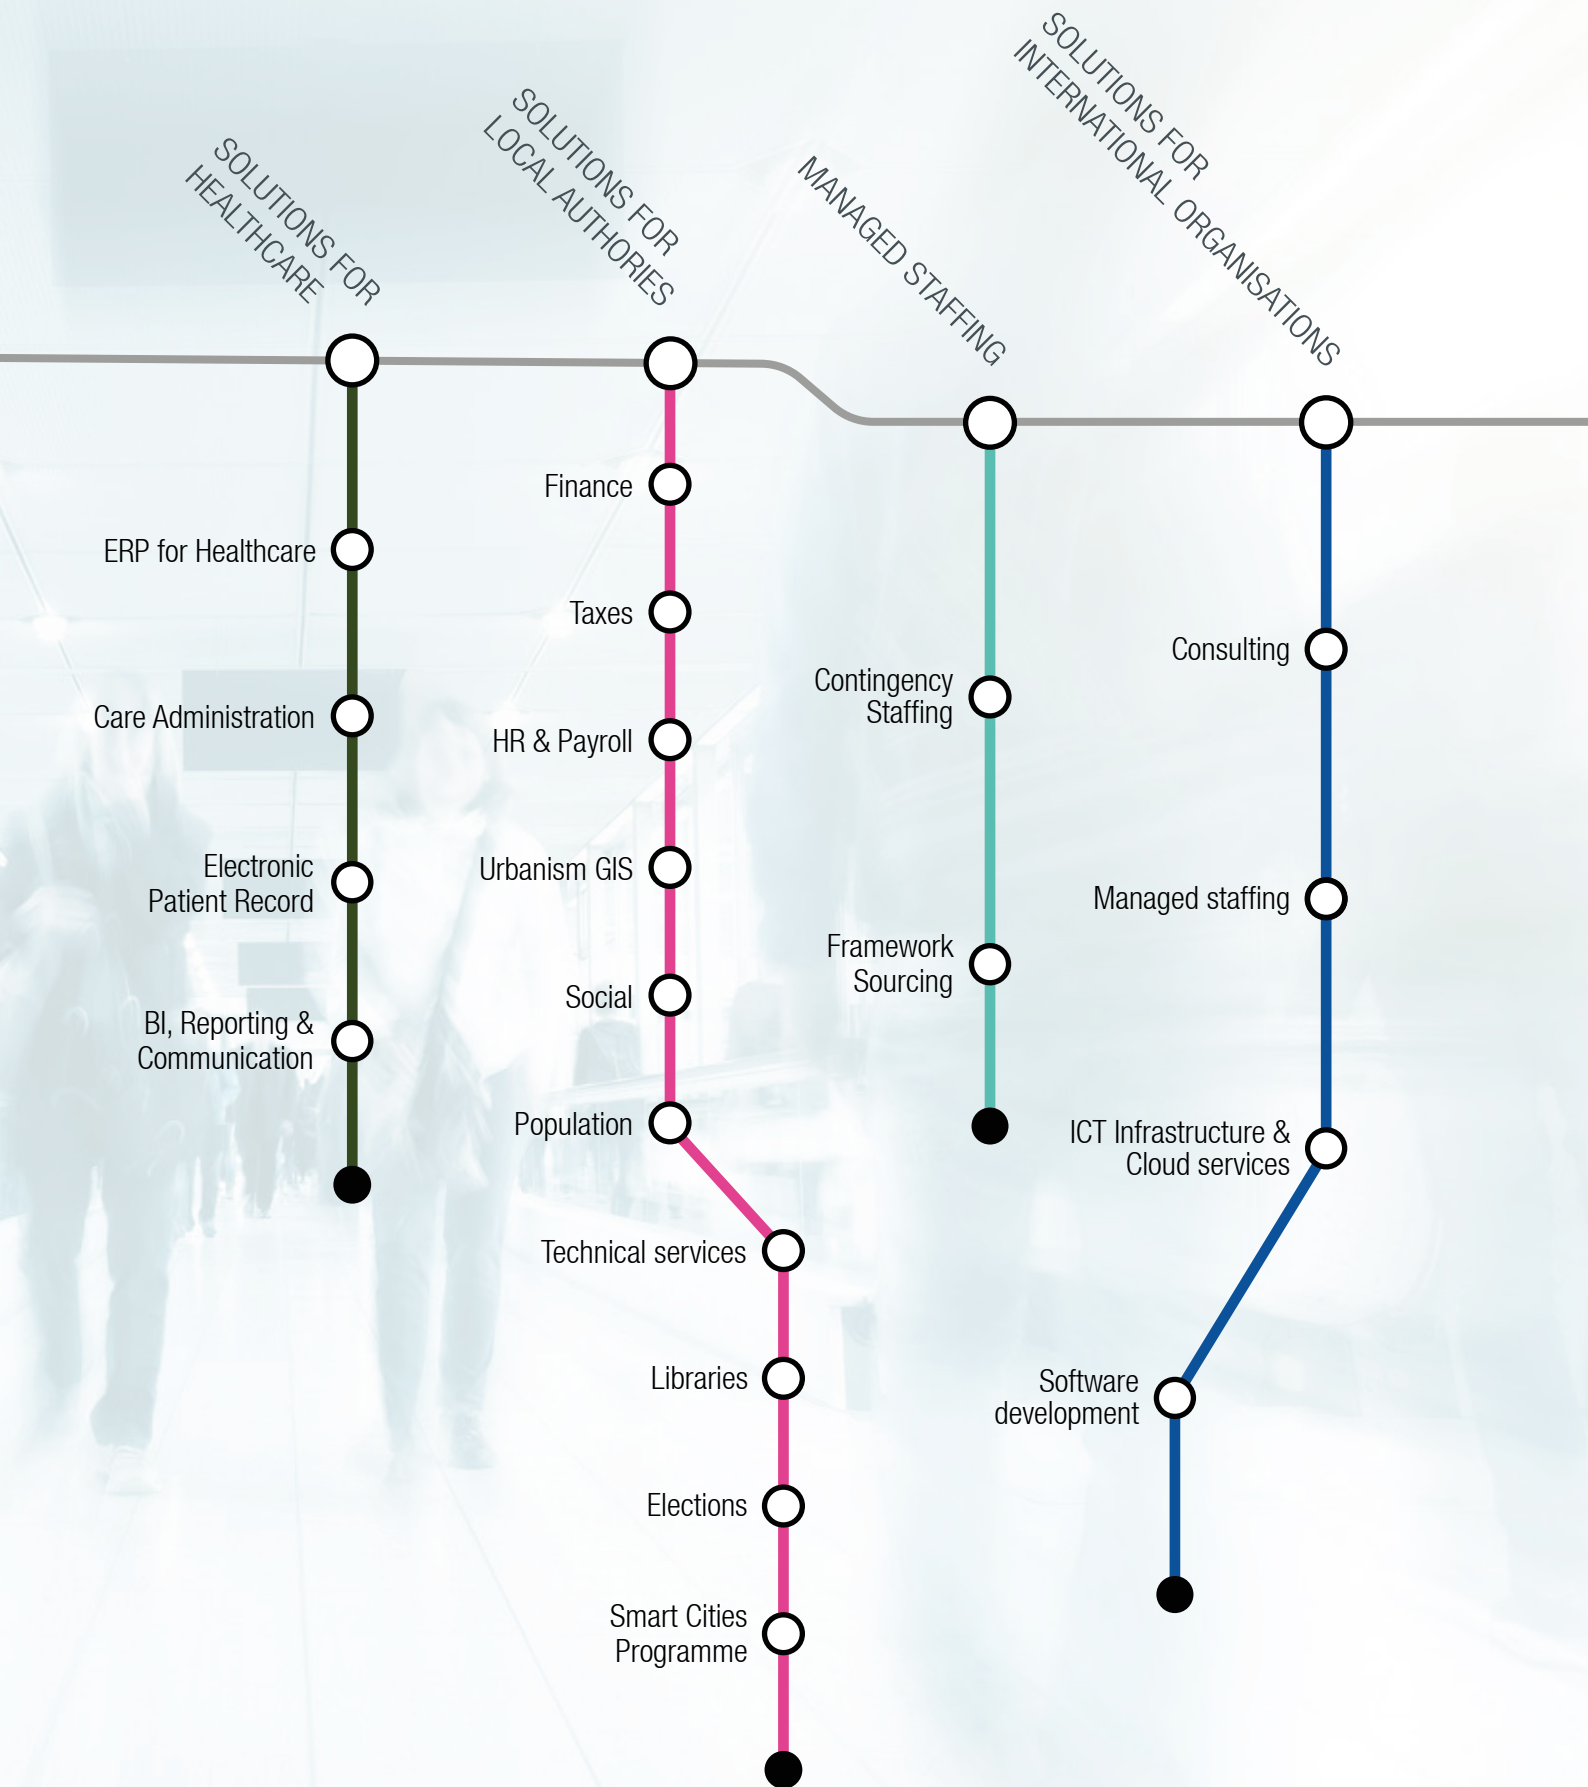 SOLUTIONS FOR
HEALTHCARE
ERP for Healthcare
Care Administration
Electronic
Patient Record
BI, Reporting &
Communication
SOLUTIONS FOR
LOCAL AUTHORIES
Finance
Taxes
HR & Payroll
Urbanism GIS
Social
Population
Technical services
Libraries
Elections
Smart Cities
Programme
MANAGED STAFFING
Contingency
Staffing
Framework
Sourcing
SOLUTIONS FOR
INTERNATIONAL ORGANISATIONS
Consulting
Managed staffing
ICT Infrastructure &
Cloud services
Software
development